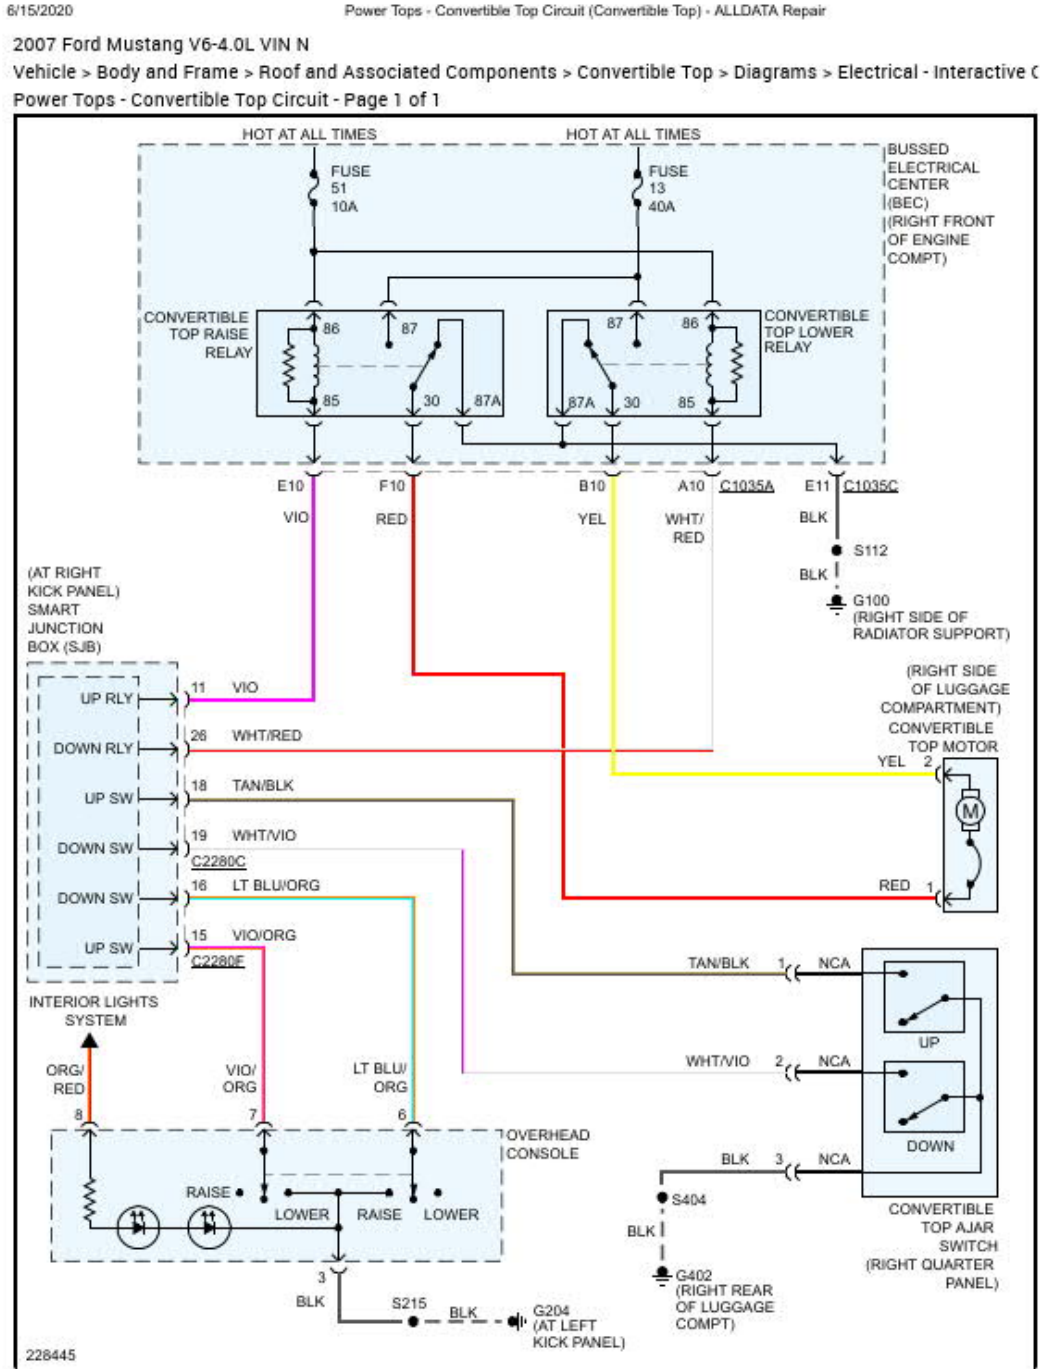 6/15/2020
Power Tops - Convertible Top Circuit (Convertible Top) - ALLDATA Repair
2007 Ford Mustang V6-4.0L VIN N
Vehicle > Body and Frame > Roof and Associated Components > Convertible Top > Diagrams > Electrical - Interactive C
Power Tops - Convertible Top Circuit - Page 1 of 1
HOT AT ALL TIMES
HOT AT ALL TIMES
FUSE
51
10A
FUSE
13
40A
BUSSED
ELECTRICAL
CENTER
(BEC)
(RIGHT FRONT
OF ENGINE
COMPT)
CONVERTIBLE
TOP RAISE
RELAY
86
87
85
30
87A
87
86
87A
30
85
CONVERTIBLE
TOP LOWER
RELAY
E10
F10
B10
A10
C1035A
E11
C1035C
VIO
RED
YEL
WHT/
RED
BLK
S112
BLK
G100
(RIGHT SIDE OF
RADIATOR SUPPORT)
(AT RIGHT
KICK PANEL)
SMART
JUNCTION
BOX (SJB)
UP RLY
11
VIO
DOWN RLY
26
WHT/RED
UP SW
18
TAN/BLK
DOWN SW
19
WHT/VIO
C2280C
DOWN SW
16
LT BLU/ORG
UP SW
15
VIO/ORG
C2280F
(RIGHT SIDE
OF LUGGAGE
COMPARTMENT)
CONVERTIBLE
TOP MOTOR
YEL
2
M
RED
1
TAN/BLK
1
NCA
UP
WHT/VIO
2
NCA
DOWN
BLK
3
NCA
S404
BLK
G402
(RIGHT REAR
OF LUGGAGE
COMPT)
CONVERTIBLE
TOP AJAR
SWITCH
(RIGHT QUARTER
PANEL)
INTERIOR LIGHTS
SYSTEM
ORG/
RED
VIO/
ORG
LT BLU/
ORG
8
7
6
OVERHEAD
CONSOLE
RAISE
LOWER
RAISE
LOWER
3
BLK
S215
BLK
G204
(AT LEFT
KICK PANEL)
228445